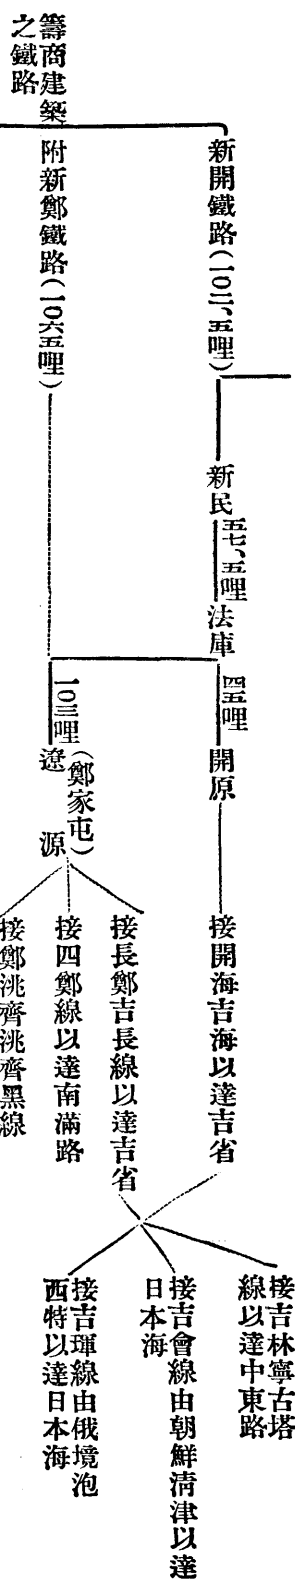 籌商建築
之鐵路
新開鐵路(一〇二、五哩)
新民
五七、五哩
法庫
四五哩
開原
接開海吉海以達吉省
附新鄭鐵路(一〇六五哩)
一〇三哩
(鄭家屯)
遼源
接長鄭吉長線以達吉省
接四鄭線以達南滿路
接鄭洮齊洮齊黑線
接吉林寧古塔
線以達中東路
接吉會線由朝鮮清津以達
日本海
接吉琿線由俄境泡
西特以達日本海